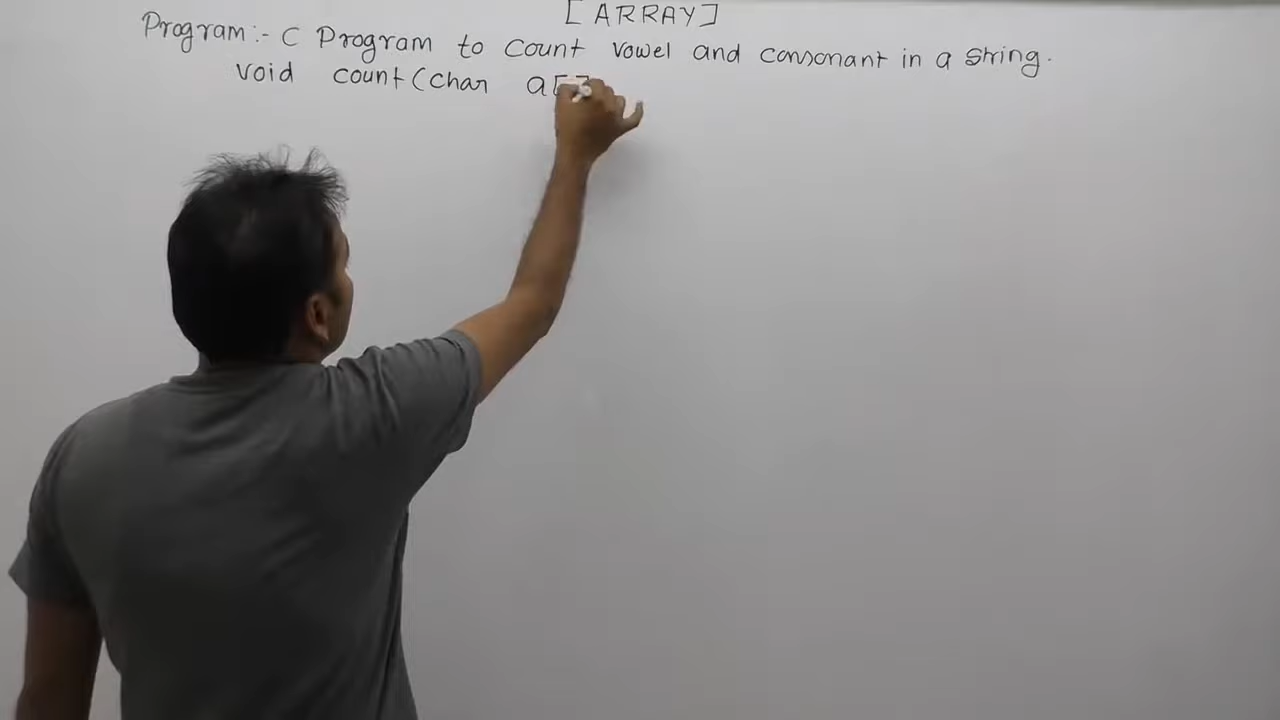 [ARRAY]
Program:- C Program to count vowel and consonant in a string.
void count(char a[]